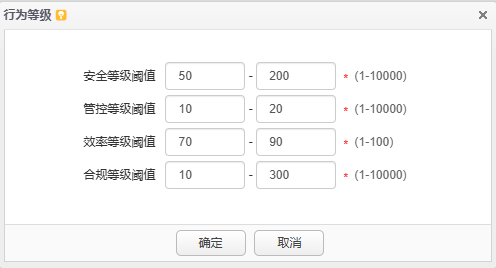 行为等级 ?
安全等级阈值 50 - 200 * (1-10000)
管控等级阈值 10 - 20 * (1-10000)
效率等级阈值 70 - 90 * (1-100)
合规等级阈值 10 - 300 * (1-10000)
确定 取消